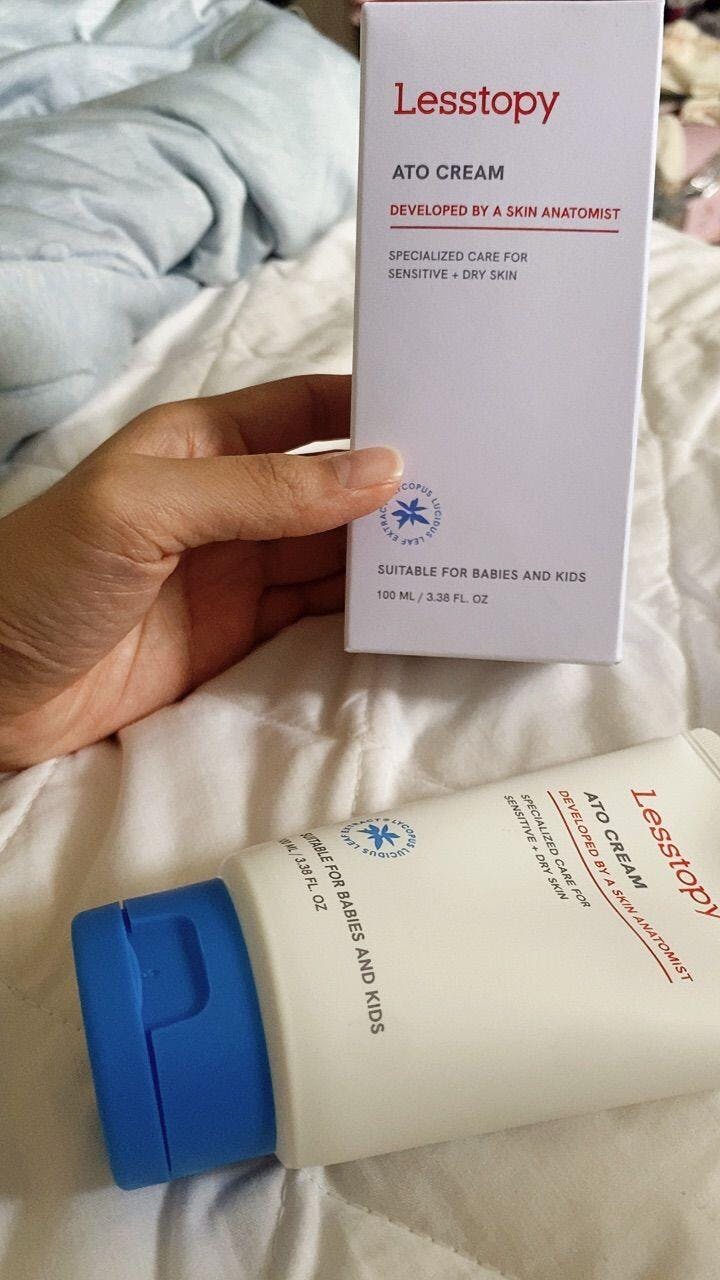 Lesstopy
ATO CREAM
DEVELOPED BY A SKIN ANATOMIST
SPECIALIZED CARE FOR
SENSITIVE + DRY SKIN
LYCOPUS LUCIDUS LEAF EXTRACT
SUITABLE FOR BABIES AND KIDS
100 ML / 3.38 FL. OZ
Lesstopy
ATO CREAM
DEVELOPED BY A SKIN ANATOMIST
SPECIALIZED CARE FOR
SENSITIVE + DRY SKIN
LYCOPUS LUCIDUS LEAF EXTRACT
SUITABLE FOR BABIES AND KIDS
100 ML / 3.38 FL. OZ